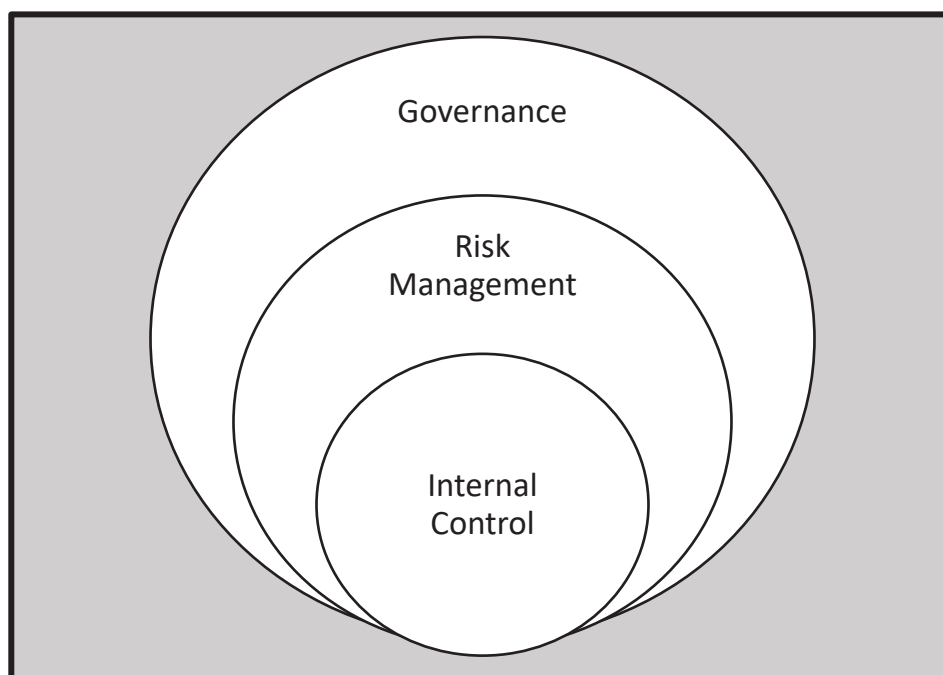 Governance
Risk
Management
Internal
Control